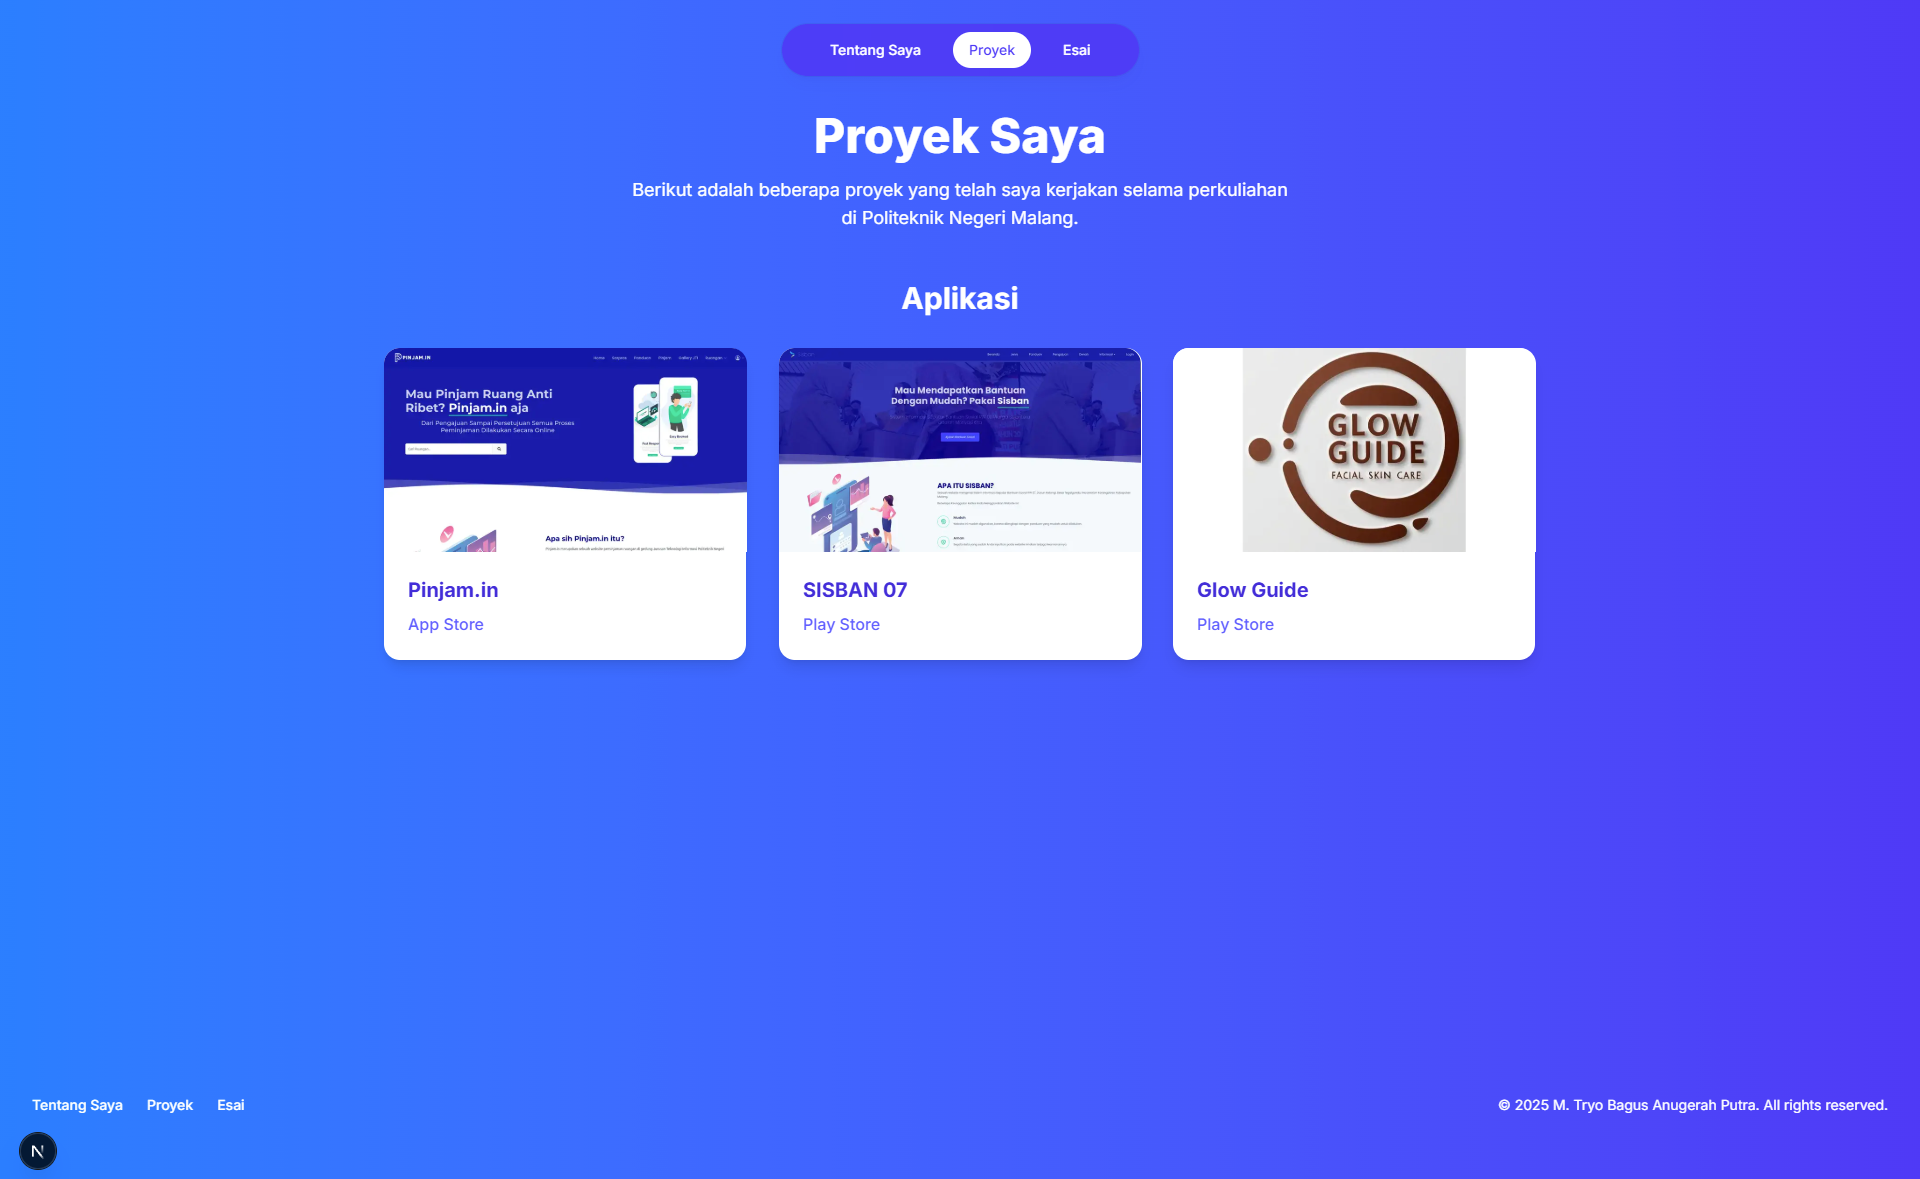 Tentang Saya
Proyek
Esai
Proyek Saya
Berikut adalah beberapa proyek yang telah saya kerjakan selama perkuliahan
di Politeknik Negeri Malang.
Aplikasi
PINJAM.IN
Mau Pinjam Ruang Anti
Ribet? Pinjam.in aja
Dari Pengajuan Sampai Persetujuan Semua Proses
Peminjaman Dilakukan Secara Online
Apa sih Pinjam.in itu?
Mau Mendapatkan Bantuan
Dengan Mudah? Pakai Sisban
APA ITU SISBAN?
GLOW
GUIDE
FACIAL SKIN CARE
Pinjam.in
App Store
SISBAN 07
Play Store
Glow Guide
Play Store
Tentang Saya
Proyek
Esai
© 2025 M. Tryo Bagus Anugerah Putra. All rights reserved.
N